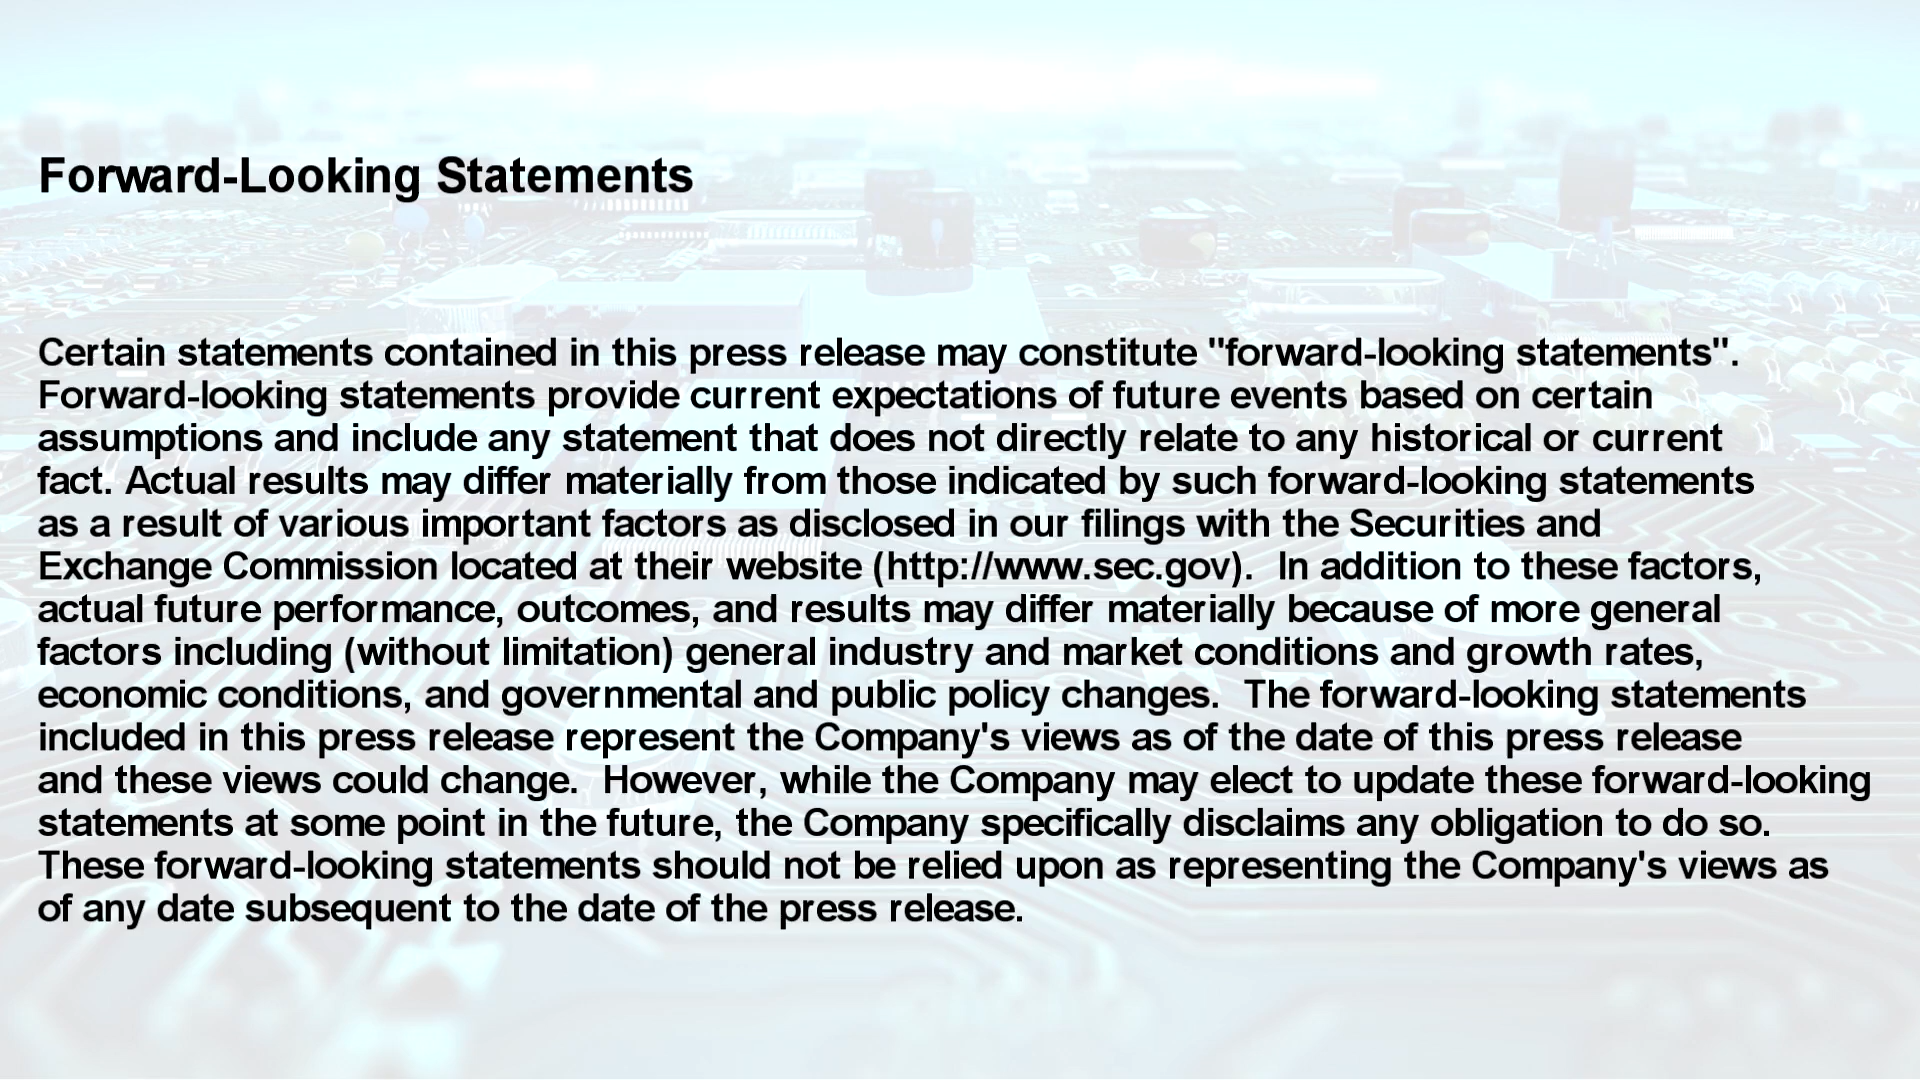 Forward-Looking Statements
Certain statements contained in this press release may constitute "forward-looking statements".
Forward-looking statements provide current expectations of future events based on certain
assumptions and include any statement that does not directly relate to any historical or current
fact. Actual results may differ materially from those indicated by such forward-looking statements
as a result of various important factors as disclosed in our filings with the Securities and
Exchange Commission located at their website (http://www.sec.gov).  In addition to these factors,
actual future performance, outcomes, and results may differ materially because of more general
factors including (without limitation) general industry and market conditions and growth rates,
economic conditions, and governmental and public policy changes.  The forward-looking statements
included in this press release represent the Company's views as of the date of this press release
and these views could change.  However, while the Company may elect to update these forward-looking
statements at some point in the future, the Company specifically disclaims any obligation to do so.
These forward-looking statements should not be relied upon as representing the Company's views as
of any date subsequent to the date of the press release.